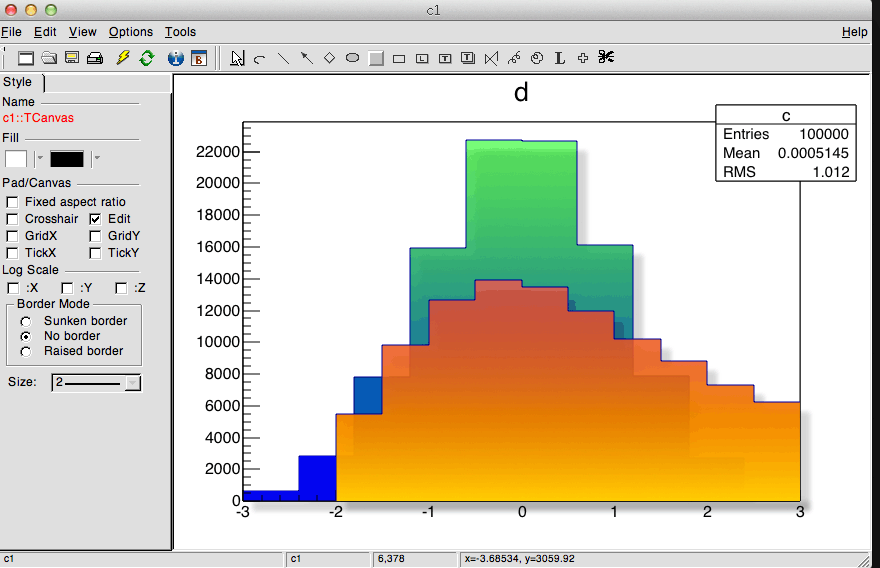 c1
File Edit View Options Tools Help
Style
Name
c1::TCanvas
Fill
Pad/Canvas
Fixed aspect ratio
Crosshair Edit
GridX GridY
TickX TickY
Log Scale
:X :Y :Z
Border Mode
Sunken border
No border
Raised border
Size: 2
d
c
Entries 100000
Mean 0.0005145
RMS 1.012
22000
20000
18000
16000
14000
12000
10000
8000
6000
4000
2000
0
-3 -2 -1 0 1 2 3
c1 c1 6,378 x=-3.68534, y=3059.92